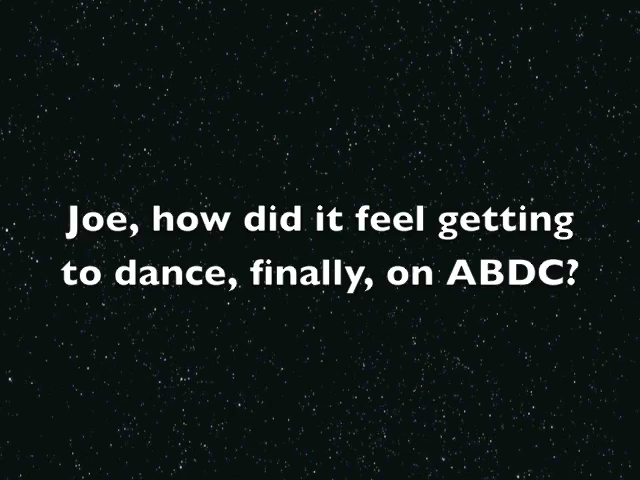 Joe, how did it feel getting
to dance, finally, on ABDC?